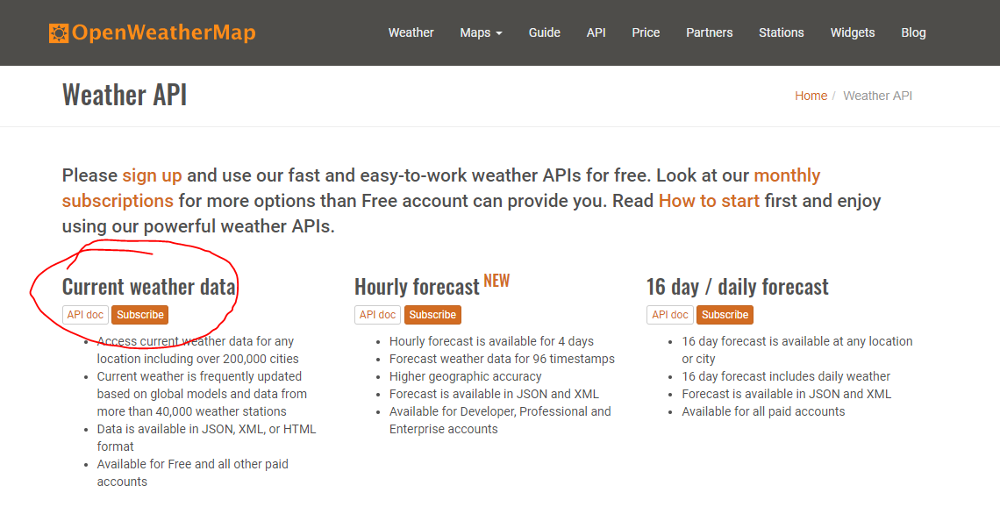 OpenWeatherMap
Weather Maps Guide API Price Partners Stations Widgets Blog
Weather API
Home / Weather API
Please sign up and use our fast and easy-to-work weather APIs for free. Look at our monthly
subscriptions for more options than Free account can provide you. Read How to start first and enjoy
using our powerful weather APIs.
Current weather data
API doc Subscribe
• Access current weather data for any
location including over 200,000 cities
• Current weather is frequently updated
based on global models and data from
more than 40,000 weather stations
• Data is available in JSON, XML, or HTML
format
• Available for Free and all other paid
accounts
Hourly forecast NEW
API doc Subscribe
• Hourly forecast is available for 4 days
• Forecast weather data for 96 timestamps
• Higher geographic accuracy
• Forecast is available in JSON and XML
• Available for Developer, Professional and
Enterprise accounts
16 day / daily forecast
API doc Subscribe
• 16 day forecast is available at any location
or city
• 16 day forecast includes daily weather
• Forecast is available in JSON and XML
• Available for all paid accounts